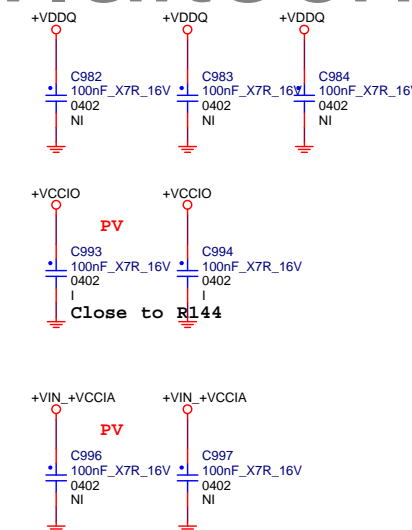 +VDDQ +VDDQ +VDDQ
C982 C983 C984
100nF_X7R_16V 100nF_X7R_16V 100nF_X7R_16V
0402 0402 0402
NI NI NI
+VCCIO +VCCIO
PV
C993 C994
100nF_X7R_16V 100nF_X7R_16V
0402 0402
I I
Close to R144
+VIN_+VCCIA +VIN_+VCCIA
PV
C996 C997
100nF_X7R_16V 100nF_X7R_16V
0402 0402
NI NI